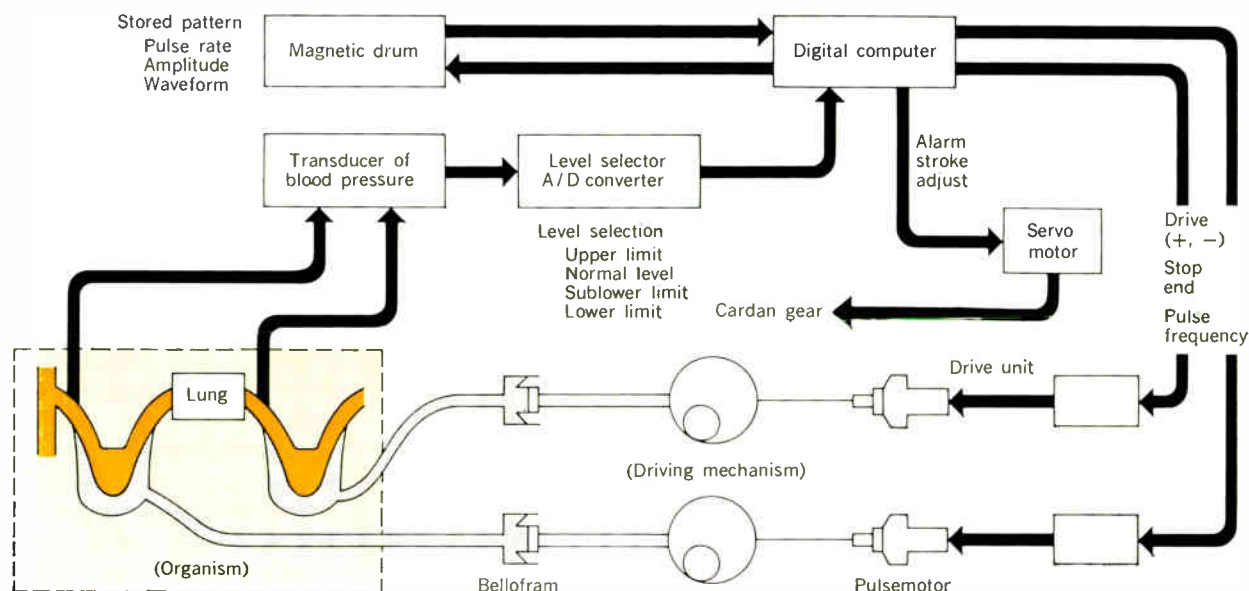 Stored pattern
Pulse rate
Amplitude
Waveform
Magnetic drum
Digital computer
Transducer of
blood pressure
Level selector
A/D converter
Alarm
stroke
adjust
Level selection
Upper limit
Normal level
Sublower limit
Lower limit
Servo
motor
Drive
(+, −)
Stop
end
Pulse
frequency
Cardan gear
Lung
Drive unit
(Driving mechanism)
(Organism)
Bellofram
Pulsemotor